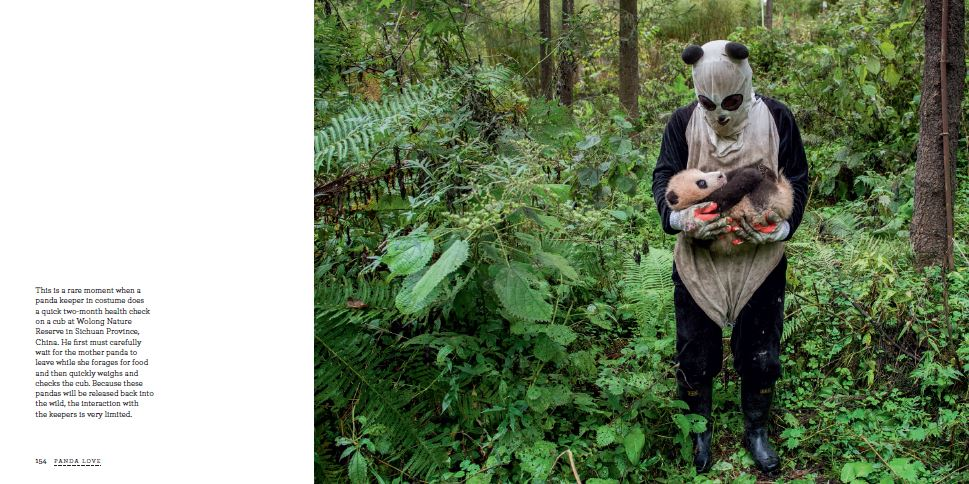 This is a rare moment when a
panda keeper in costume does
a quick two-month health check
on a cub at Wolong Nature
Reserve in Sichuan Province,
China. He first must carefully
wait for the mother panda to
leave while she forages for food
and then quickly weighs and
checks the cub. Because these
pandas will be released back into
the wild, the interaction with
the keepers is very limited.
154 PANDA LOVE